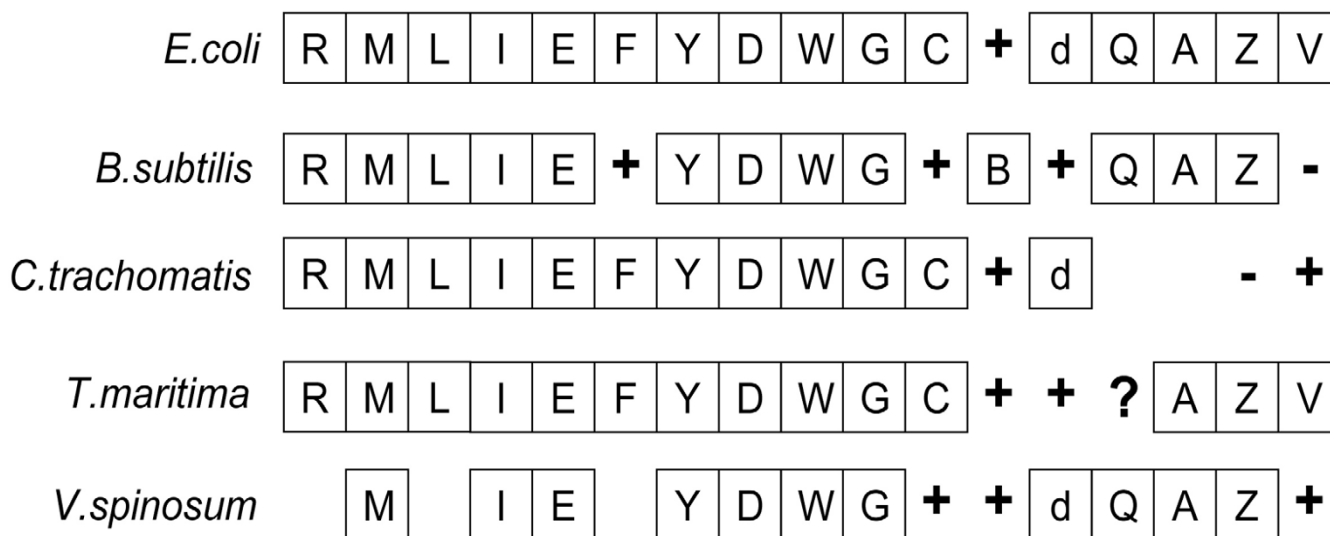 E.coli R M L I E F Y D W G C + d Q A Z V
B.subtilis R M L I E + Y D W G + B + Q A Z -
C.trachomatis R M L I E F Y D W G C + d - +
T.maritima R M L I E F Y D W G C + + ? A Z V
V.spinosum M I E Y D W G + + d Q A Z +